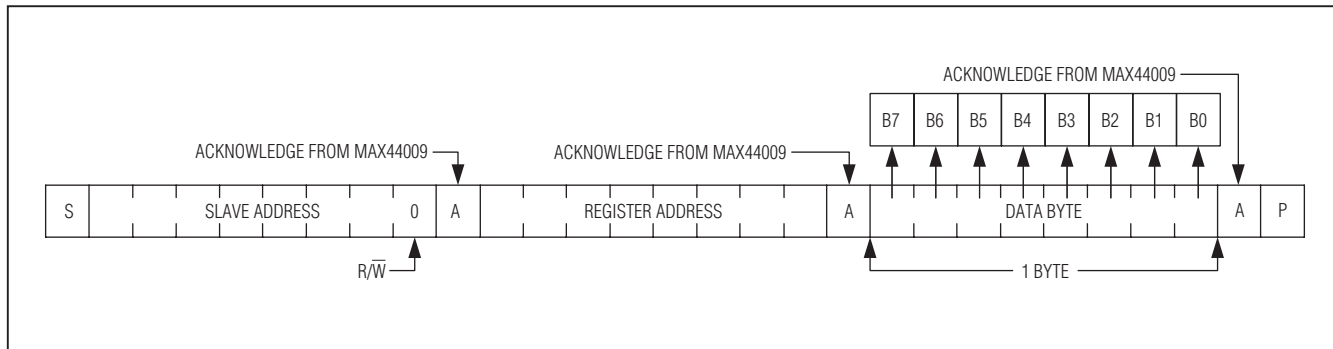 ACKNOWLEDGE FROM MAX44009
B7 B6 B5 B4 B3 B2 B1 B0
ACKNOWLEDGE FROM MAX44009 ACKNOWLEDGE FROM MAX44009
S SLAVE ADDRESS 0 A REGISTER ADDRESS A DATA BYTE A P
R/W̅ 1 BYTE